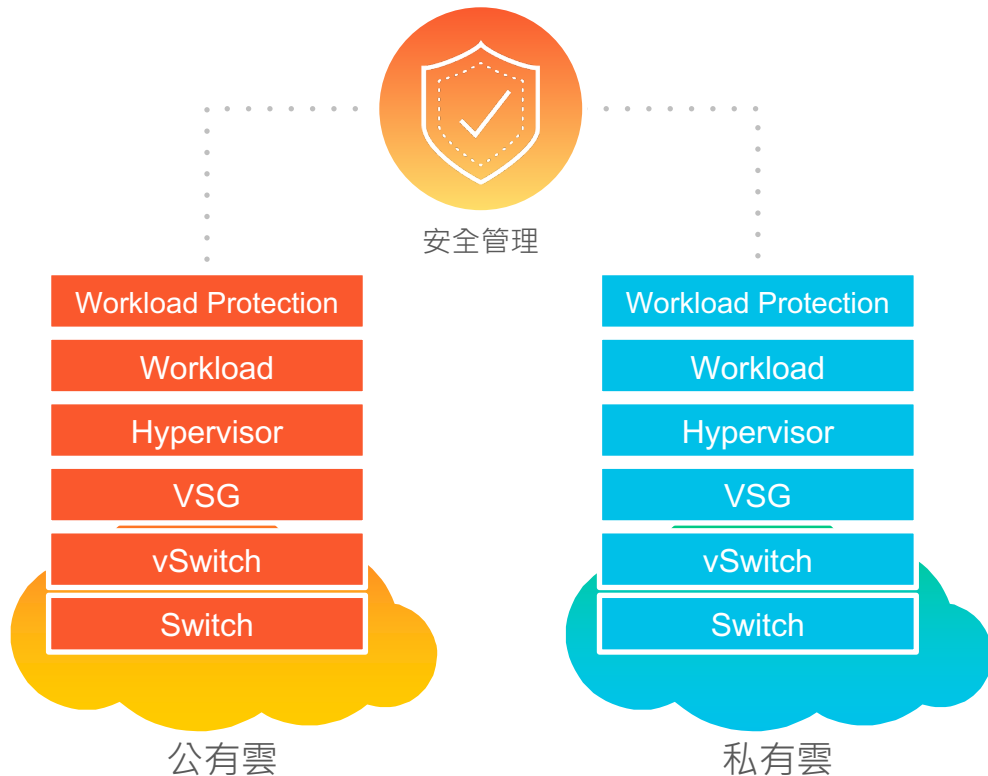 安全管理
Workload Protection
Workload
Hypervisor
VSG
vSwitch
Switch
公有雲
Workload Protection
Workload
Hypervisor
VSG
vSwitch
Switch
私有雲